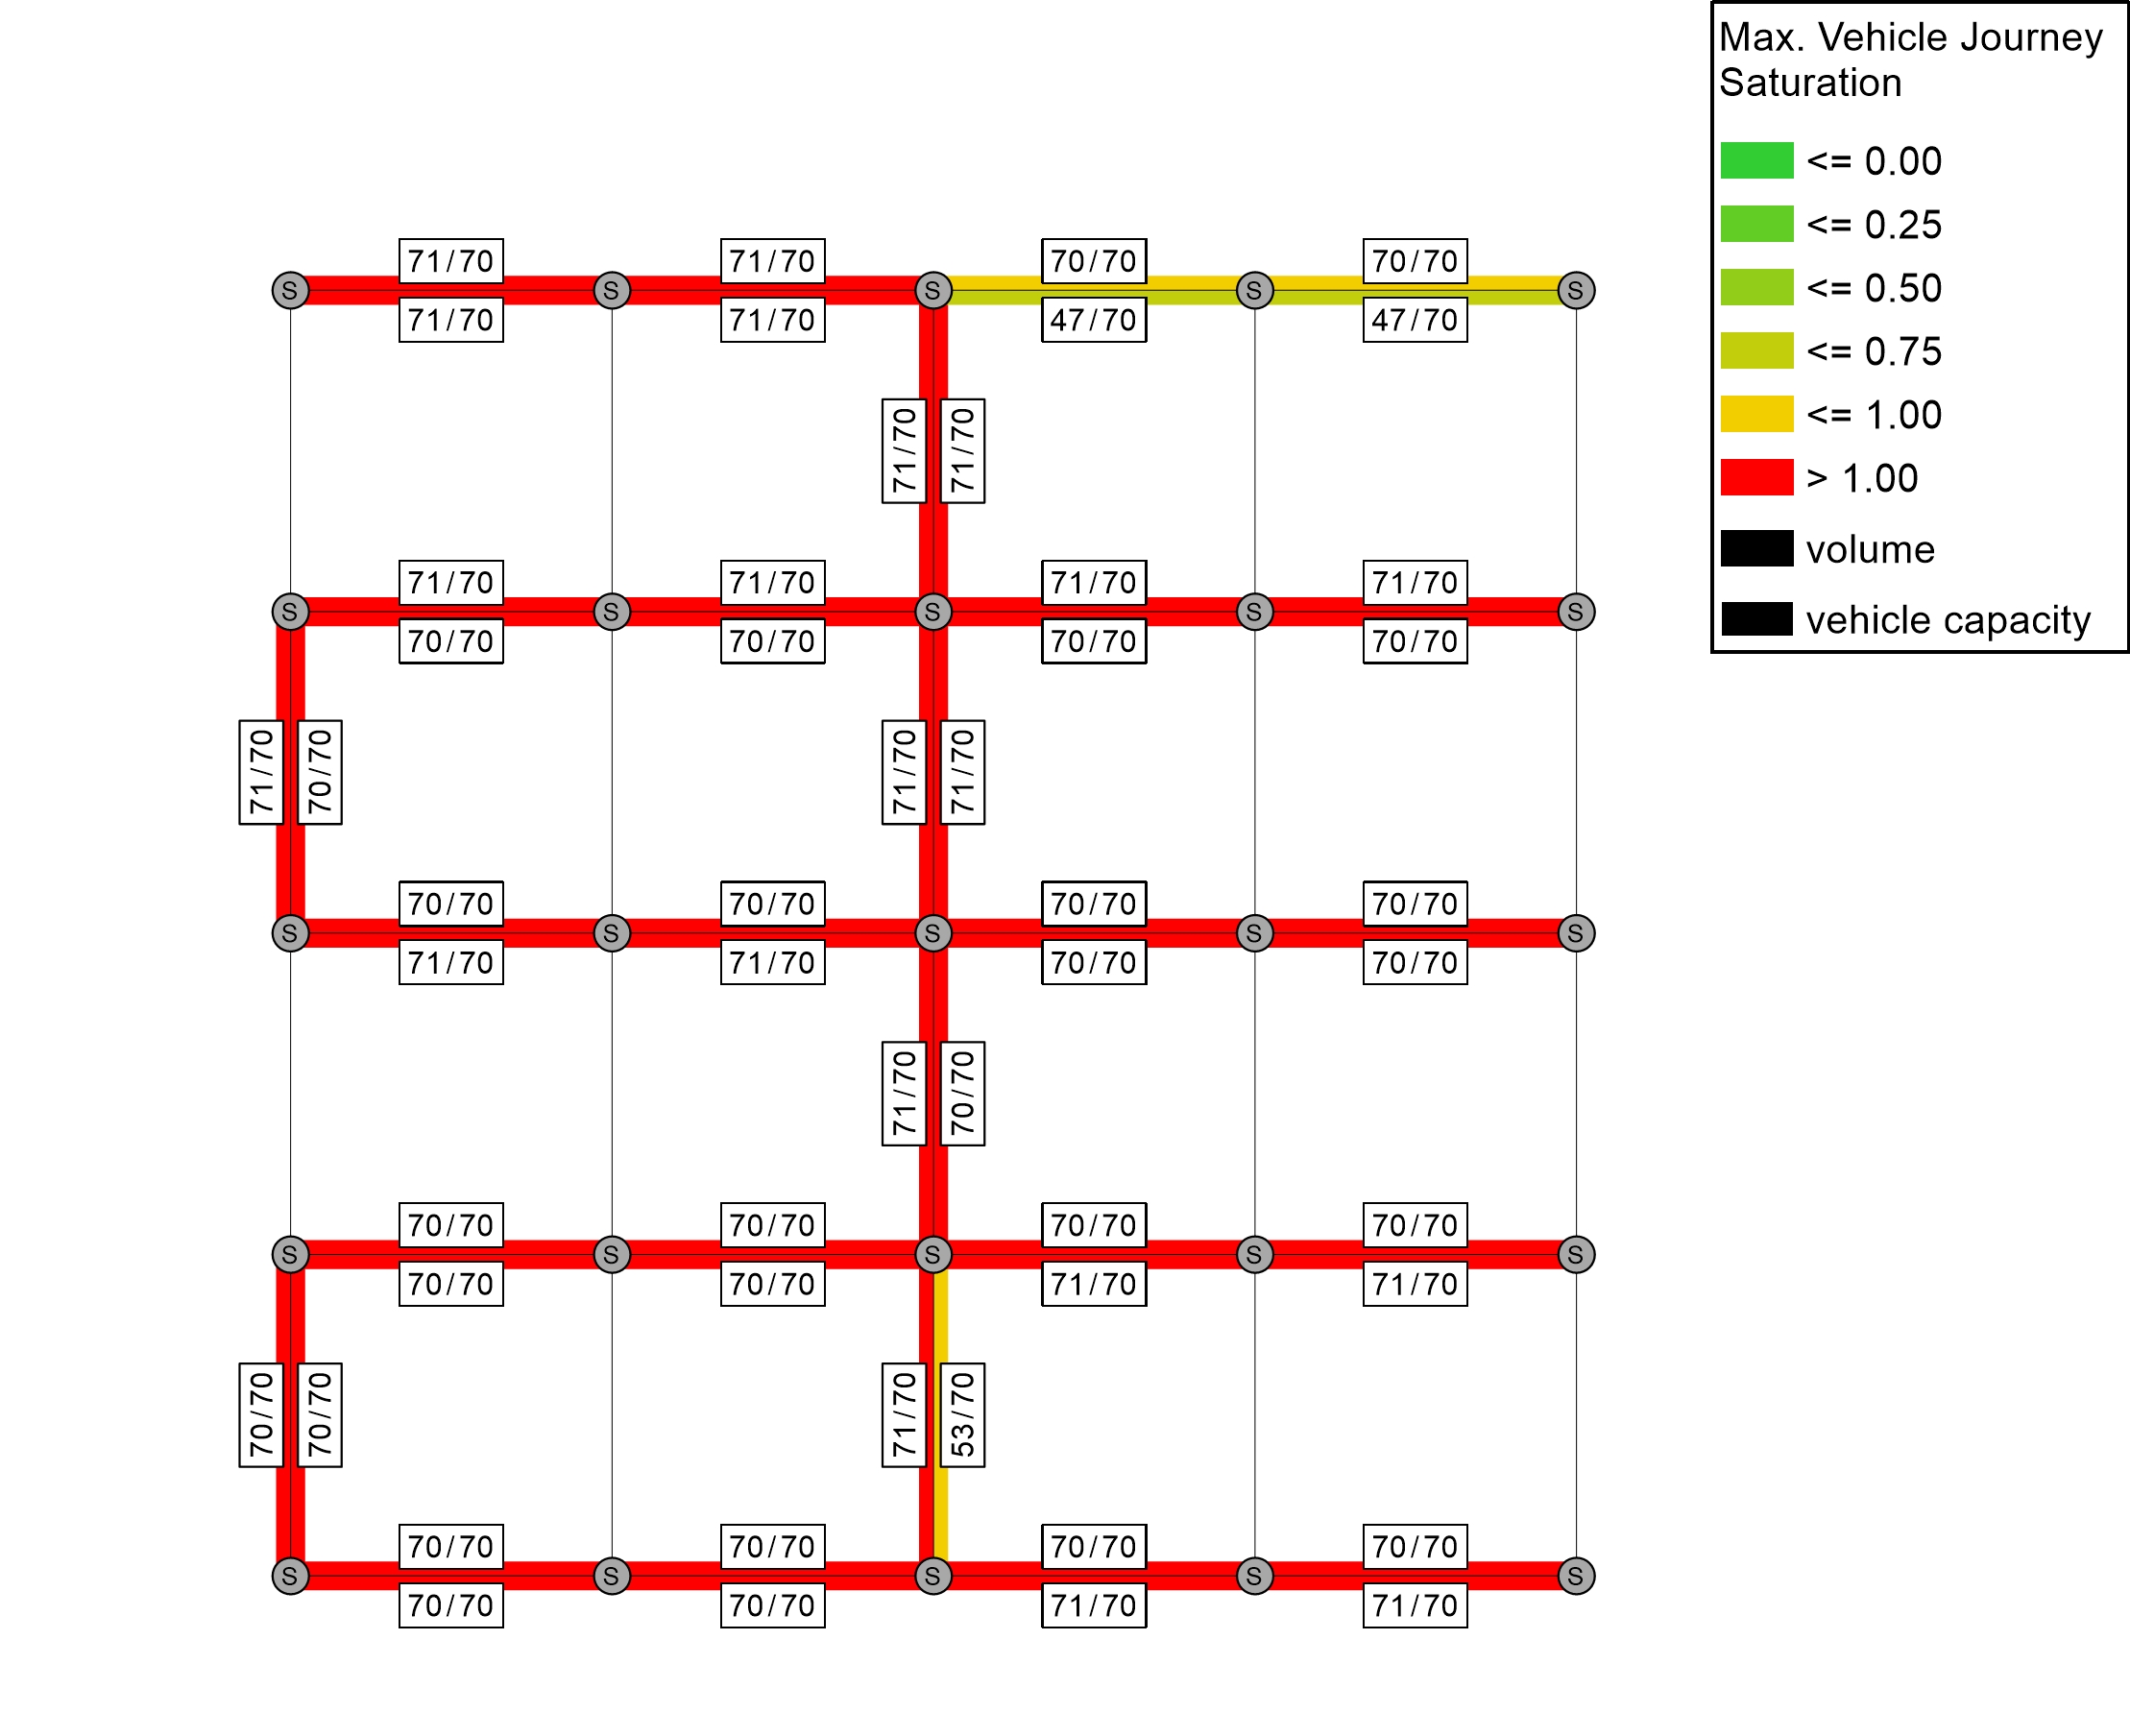 Max. Vehicle Journey
Saturation
<= 0.00
<= 0.25
<= 0.50
<= 0.75
<= 1.00
> 1.00
volume
vehicle capacity
71/70 71/70 70/70 70/70
S S S S S
71/70 71/70 47/70 47/70
71/70 71/70
71/70 71/70 71/70 71/70
S S S S S
70/70 70/70 70/70 70/70
71/70 70/70 71/70 71/70
70/70 70/70 70/70 70/70
S S S S S
71/70 71/70 70/70 70/70
71/70 70/70
70/70 70/70 70/70 70/70
S S S S S
70/70 70/70 71/70 71/70
70/70 70/70 71/70 53/70
70/70 70/70 70/70 70/70
S S S S S
70/70 70/70 71/70 71/70